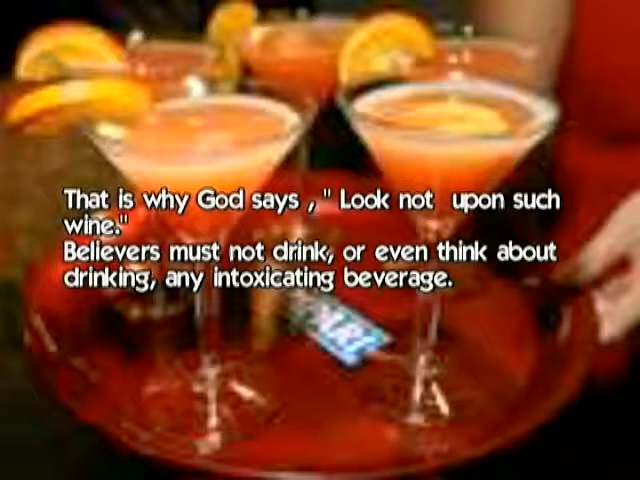 That is why God says , " Look not upon such
wine."
Believers must not drink, or even think about
drinking, any intoxicating beverage.